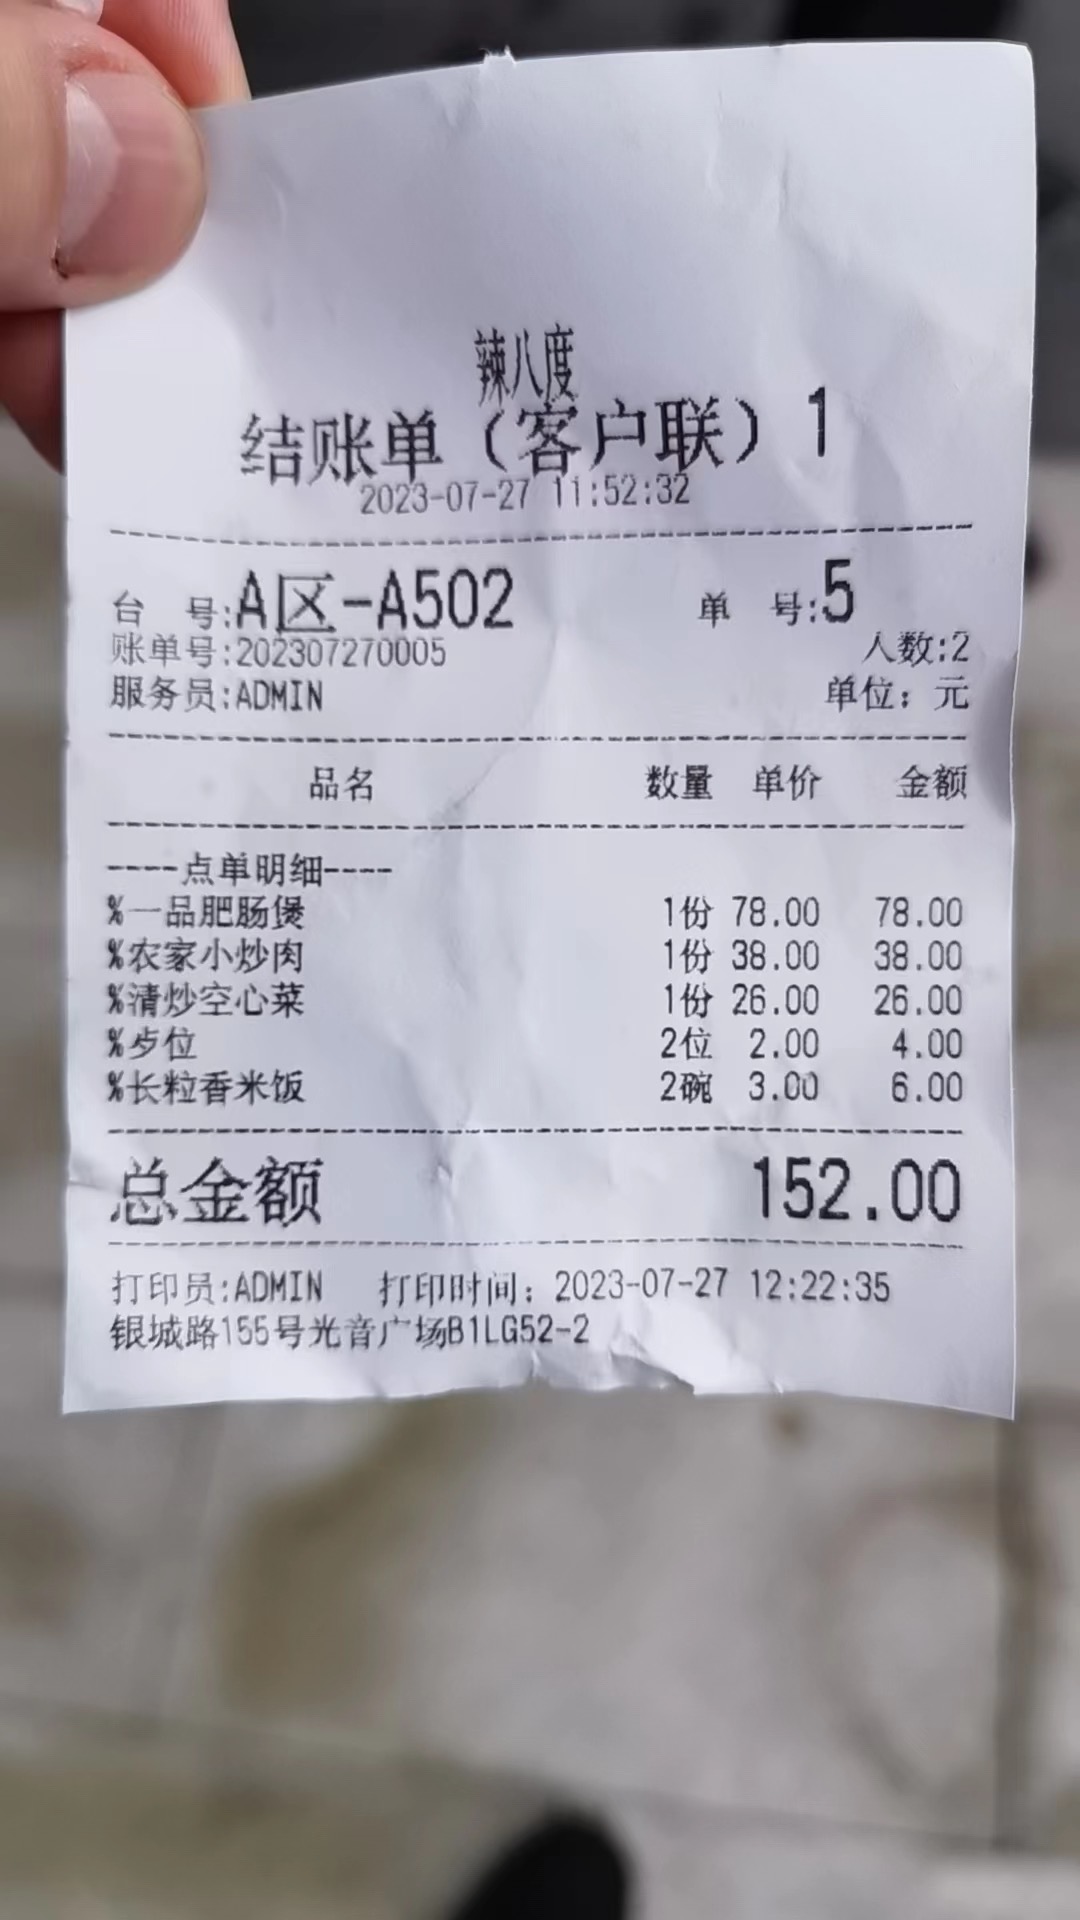 辣八度
结账单（客户联）1
2023-07-27 11:52:32
台 号:A区-A502 单 号:5
账单号:202307270005 人数:2
服务员:ADMIN 单位：元
品名 数量 单价 金额
----点单明细----
%一品肥肠煲 1份 78.00 78.00
%农家小炒肉 1份 38.00 38.00
%清炒空心菜 1份 26.00 26.00
%歺位 2位 2.00 4.00
%长粒香米饭 2碗 3.00 6.00
总金额 152.00
打印员:ADMIN 打印时间：2023-07-27 12:22:35
银城路155号光音广场B1LG52-2